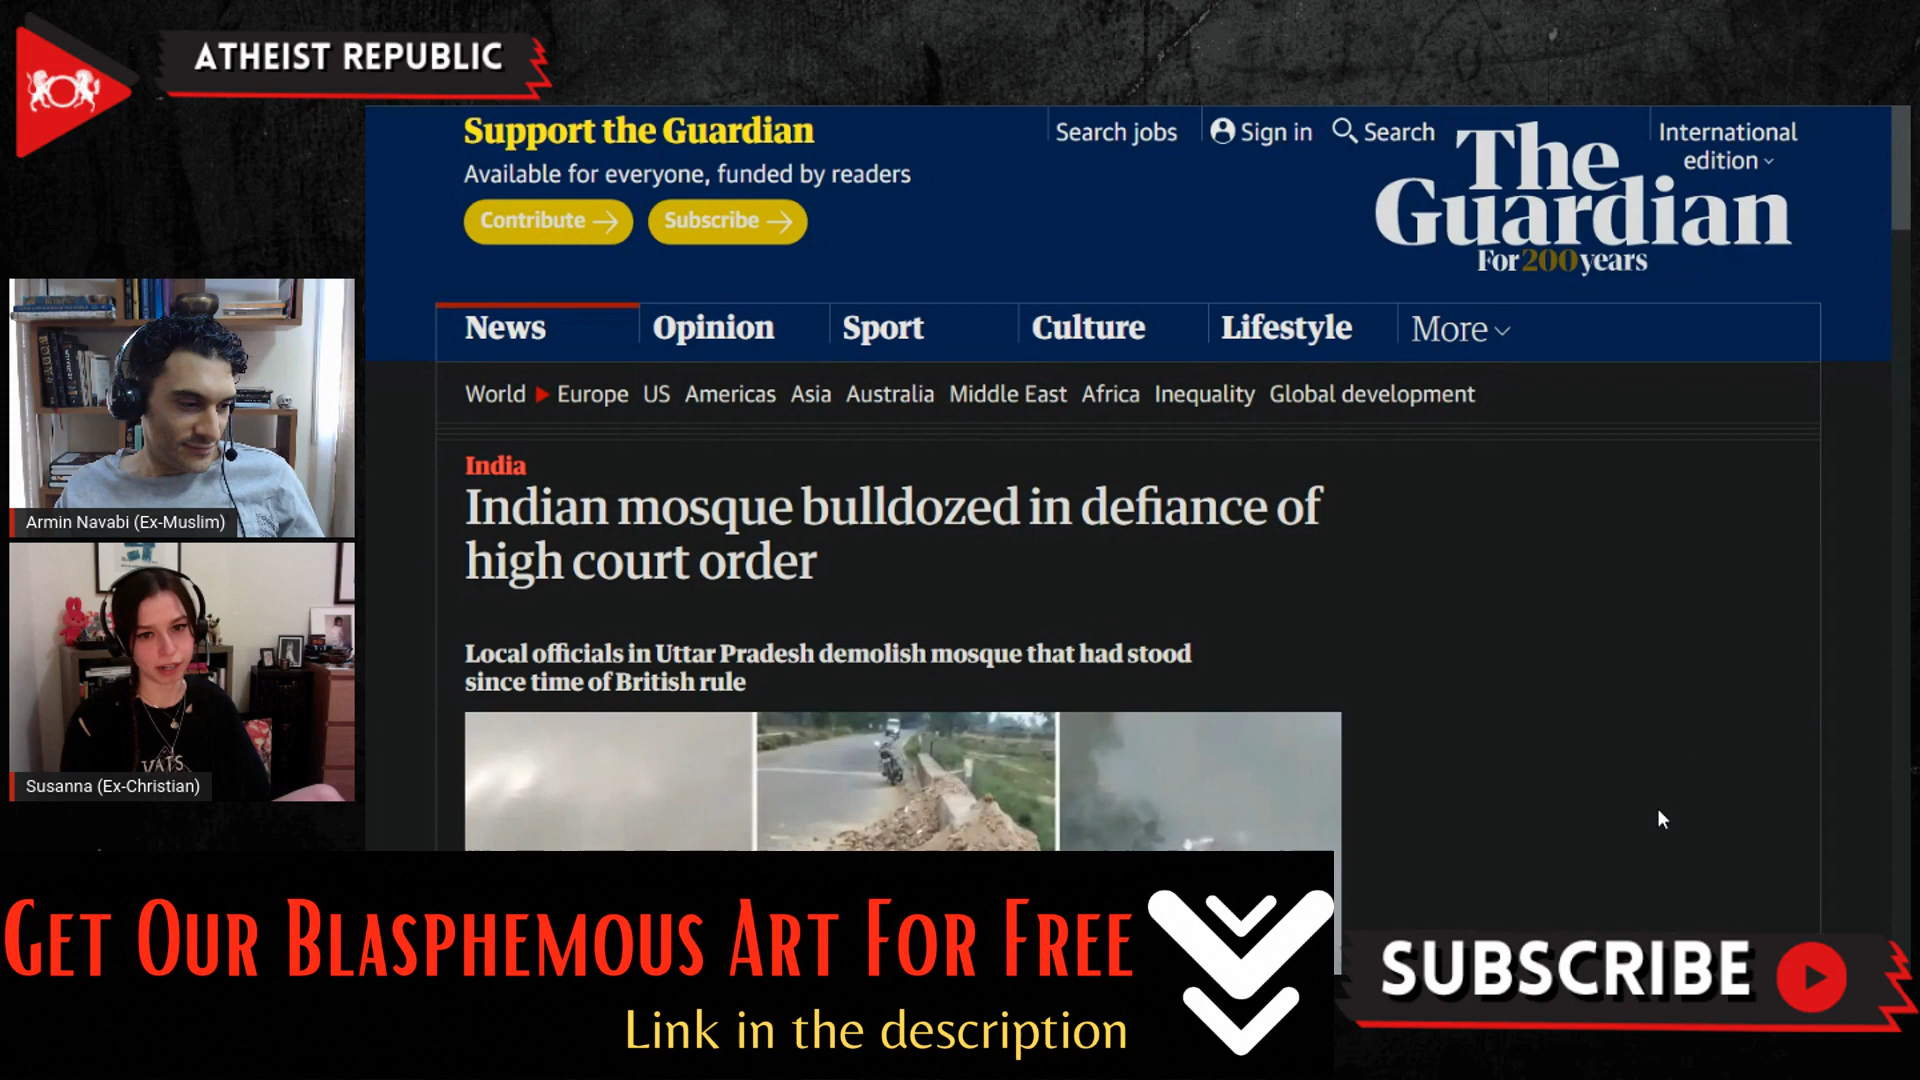 ATHEIST REPUBLIC
Support the Guardian
Available for everyone, funded by readers
Contribute
Subscribe
Search jobs
Sign in
Search
The
Guardian
For 200 years
International
edition
News
Opinion
Sport
Culture
Lifestyle
More
World Europe US Americas Asia Australia Middle East Africa Inequality Global development
India
Indian mosque bulldozed in defiance of
high court order
Local officials in Uttar Pradesh demolish mosque that had stood
since time of British rule
Armin Navabi (Ex-Muslim)
Susanna (Ex-Christian)
GET OUR BLASPHEMOUS ART FOR FREE
Link in the description
SUBSCRIBE